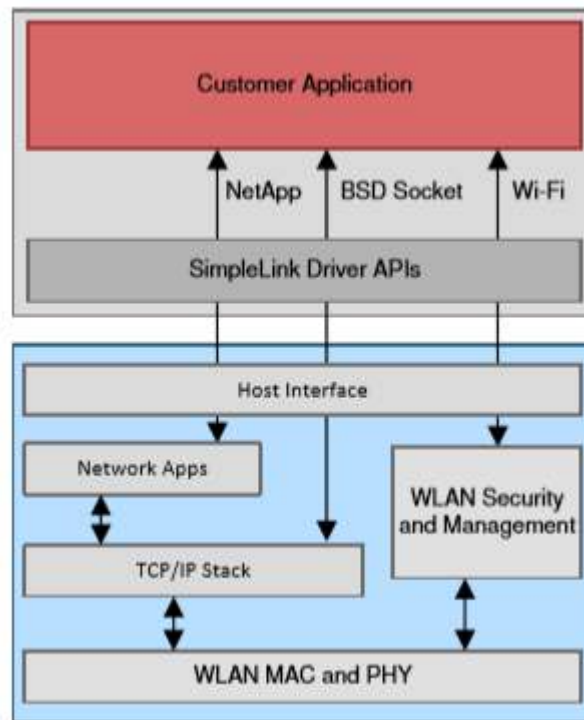 Customer Application
NetApp BSD Socket Wi-Fi
SimpleLink Driver APIs
Host Interface
Network Apps
WLAN Security
and Management
TCP/IP Stack
WLAN MAC and PHY